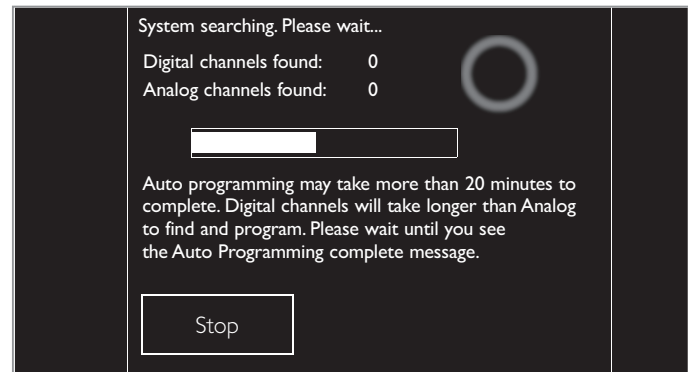 System searching. Please wait...
Digital channels found: 0
Analog channels found: 0
Auto programming may take more than 20 minutes to
complete. Digital channels will take longer than Analog
to find and program. Please wait until you see
the Auto Programming complete message.
Stop